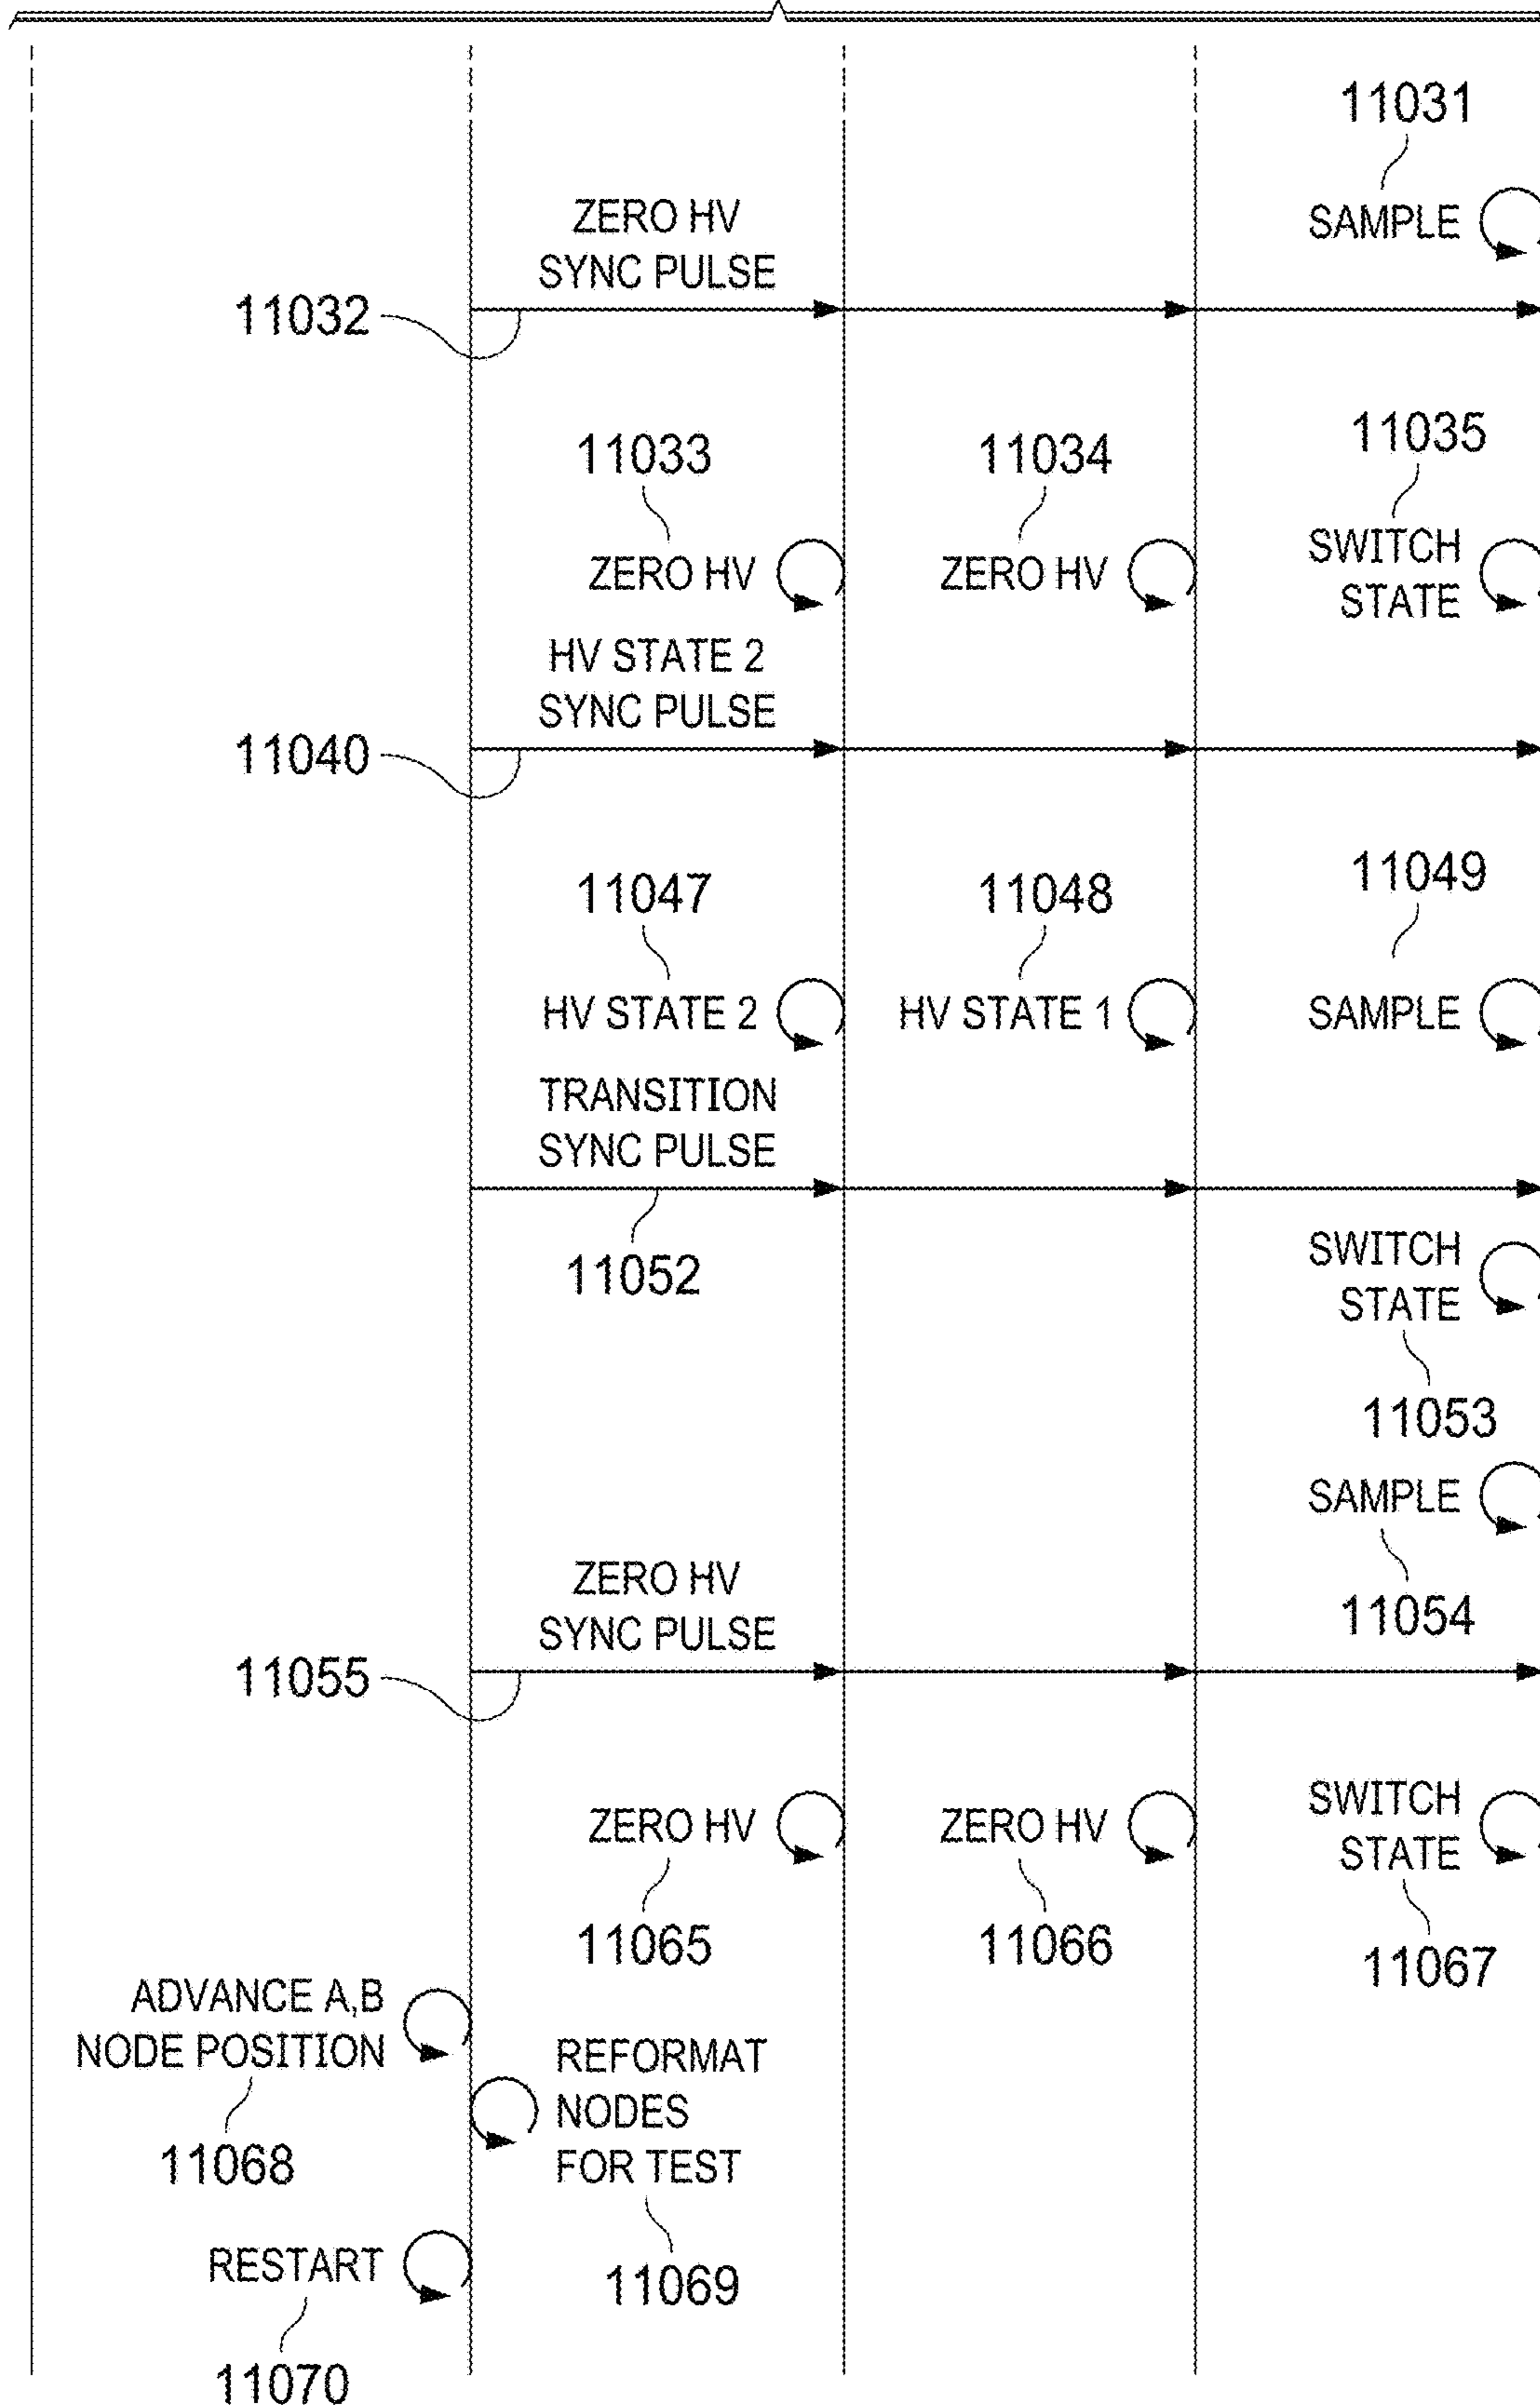 11031
SAMPLE
ZERO HV
SYNC PULSE
11032
11033
11034
11035
ZERO HV
ZERO HV
SWITCH
STATE
HV STATE 2
SYNC PULSE
11040
11047
11048
11049
HV STATE 2
HV STATE 1
SAMPLE
TRANSITION
SYNC PULSE
11052
SWITCH
STATE
11053
SAMPLE
11054
ZERO HV
SYNC PULSE
11055
ZERO HV
ZERO HV
SWITCH
STATE
11065
11066
11067
ADVANCE A,B
NODE POSITION
11068
REFORMAT
NODES
FOR TEST
11069
RESTART
11070